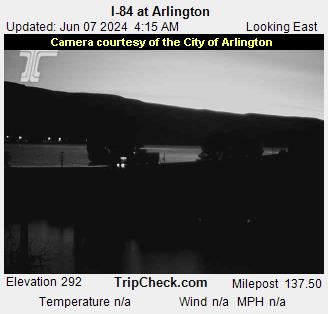 I-84 at Arlington
Updated: Jun 07 2024 4:15 AM Looking East
Camera courtesy of the City of Arlington
Elevation 292 TripCheck.com Milepost 137.50
Temperature n/a Wind n/a MPH n/a